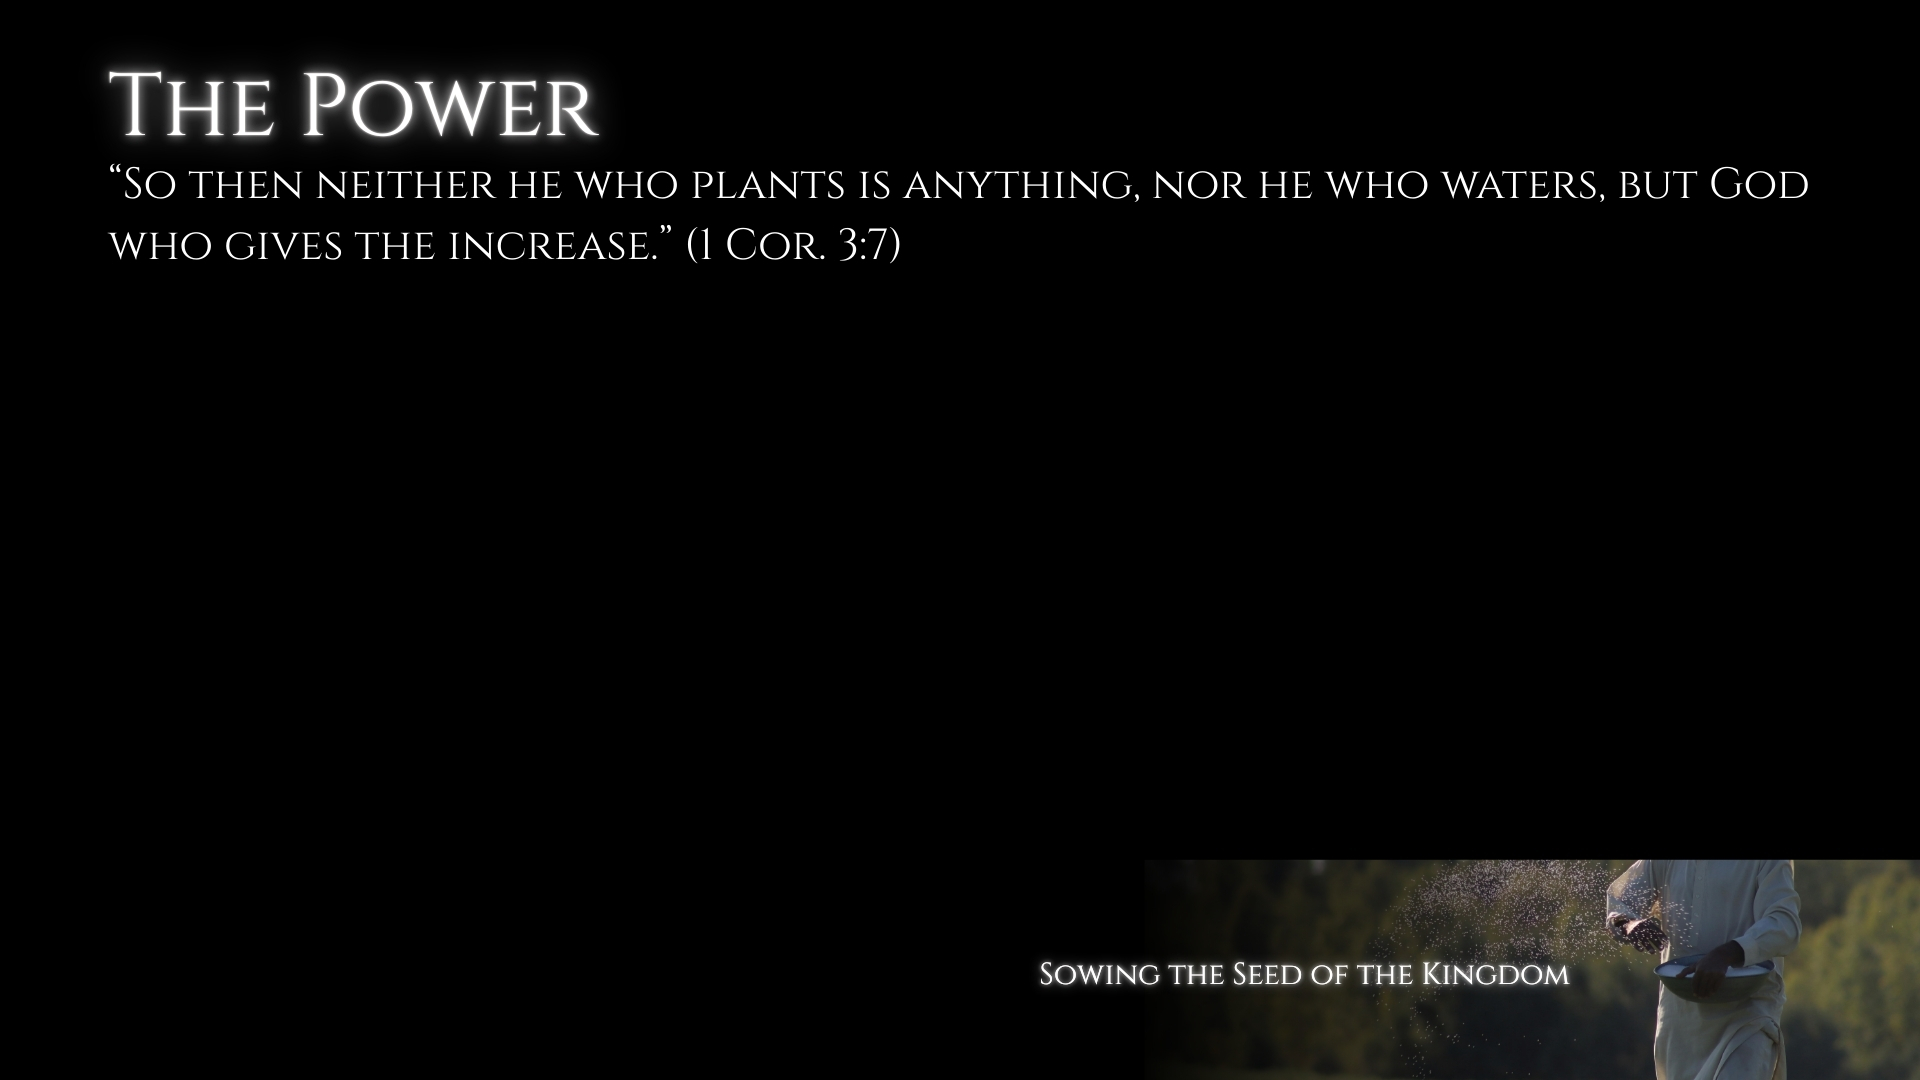 The Power
“So then neither he who plants is anything, nor he who waters, but God
who gives the increase.” (1 Cor. 3:7)
Sowing the Seed of the Kingdom